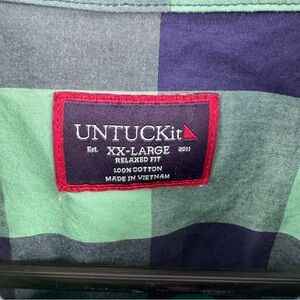 UNTUCKit
Est. XX-LARGE 2011
RELAXED FIT
100% COTTON
MADE IN VIETNAM